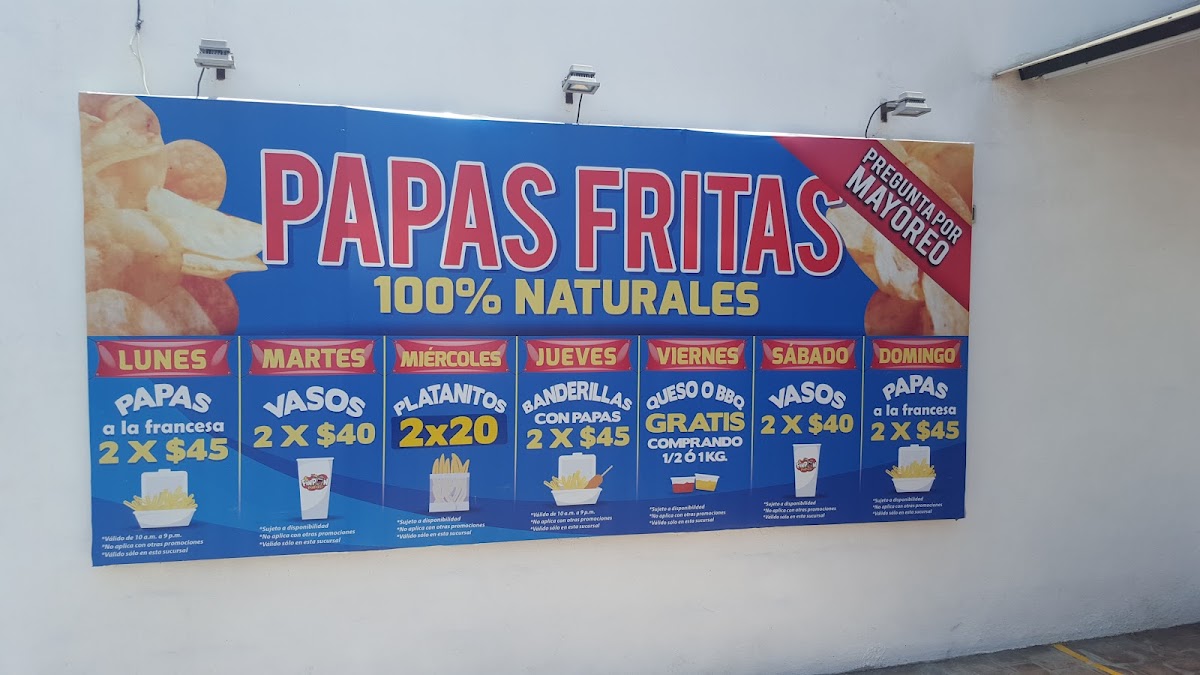 PAPAS FRITAS
100% NATURALES
PREGUNTA POR
MAYOREO
LUNES
PAPAS
a la francesa
2 X $45
*Válido de 10 a.m. a 9 p.m.
*No aplica con otras promociones
*Válido sólo en esta sucursal
MARTES
VASOS
2 X $40
*Sujeto a disponibilidad
*No aplica con otras promociones
*Valido sólo en esta sucursal
MIÉRCOLES
PLATANITOS
2x20
*Sujeto a disponibilidad
*No aplica con otras promociones
*Válido sólo en esta sucursal
JUEVES
BANDERILLAS
CON PAPAS
2 X $45
*Válido de 10 a.m. a 9 p.m.
*No aplica con otras promociones
*Válido sólo en esta sucursal
VIERNES
QUESO O BBQ
GRATIS
COMPRANDO
1/2 Ó 1 KG.
*Sujeto a disponibilidad
*No aplica con otras promociones
*Válido sólo en esta sucursal
SÁBADO
VASOS
2 X $40
*Sujeto a disponibilidad
*No aplica con otras promociones
*Válido sólo en esta sucursal
DOMINGO
PAPAS
a la francesa
2 X $45
*Sujeto a disponibilidad
*No aplica con otras promociones
*Válido sólo en esta sucursal